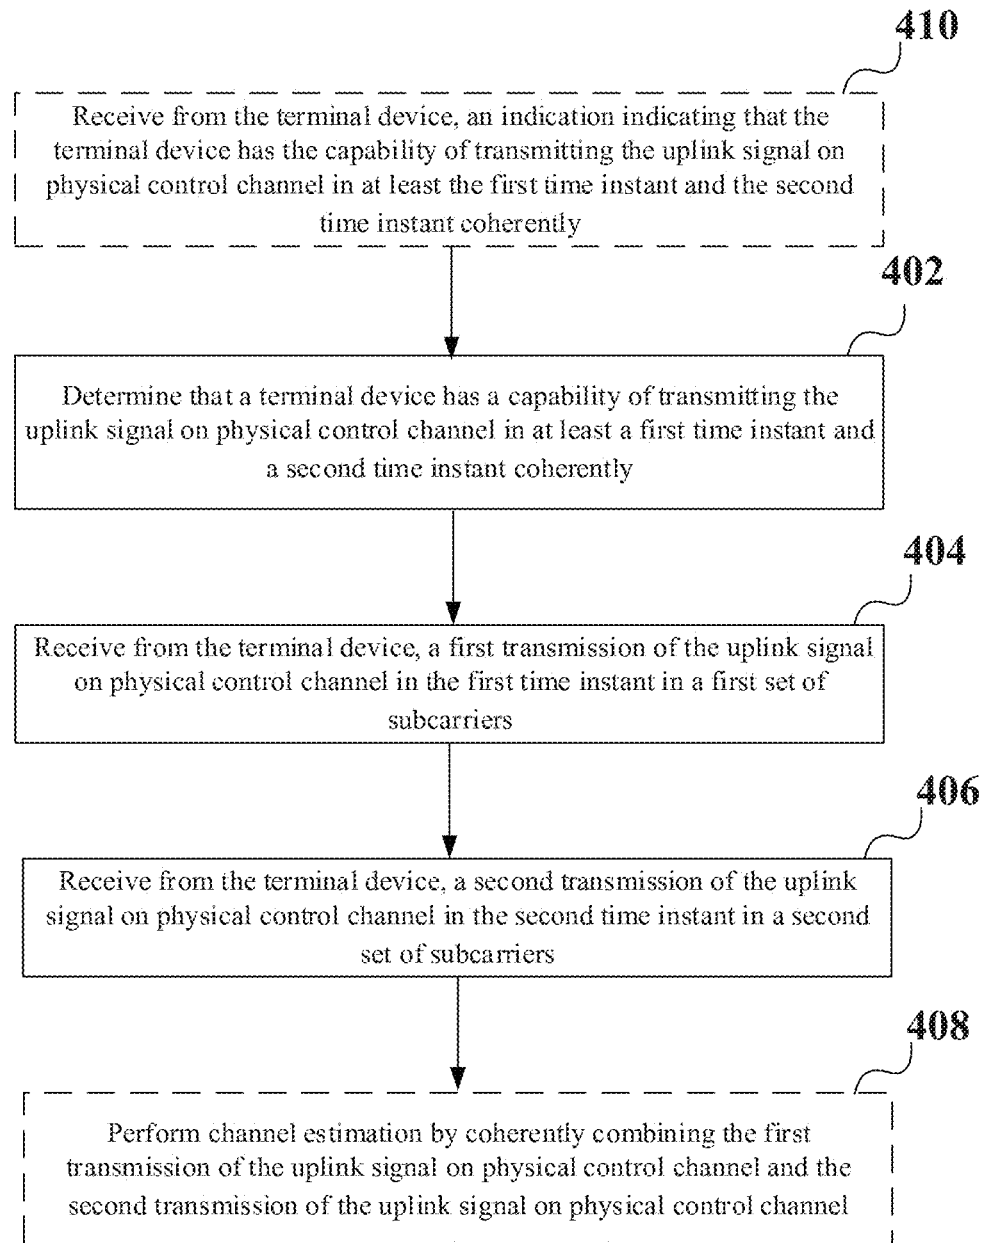 410
Receive from the terminal device, an indication indicating that the
terminal device has the capability of transmitting the uplink signal on
physical control channel in at least the first time instant and the second
time instant coherently
402
Determine that a terminal device has a capability of transmitting the
uplink signal on physical control channel in at least a first time instant and
a second time instant coherently
404
Receive from the terminal device, a first transmission of the uplink signal
on physical control channel in the first time instant in a first set of
subcarriers
406
Receive from the terminal device, a second transmission of the uplink
signal on physical control channel in the second time instant in a second
set of subcarriers
408
Perform channel estimation by coherently combining the first
transmission of the uplink signal on physical control channel and the
second transmission of the uplink signal on physical control channel